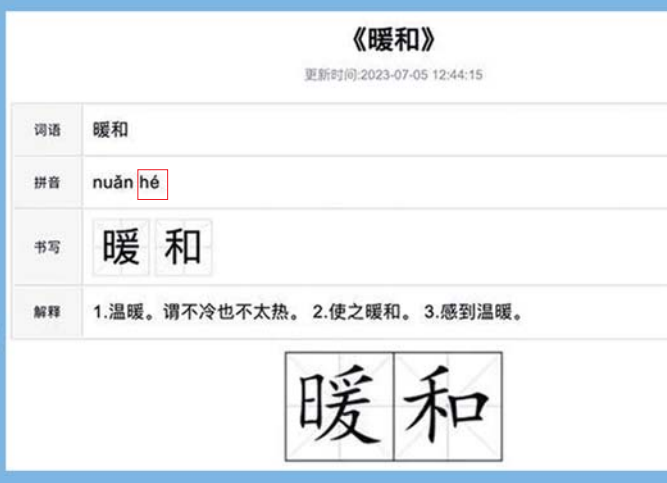 《暖和》
更新时间:2023-07-05 12:44:15
词语 暖和
拼音 nuǎn hé
书写 暖 和
解释 1.温暖。谓不冷也不太热。 2.使之暖和。 3.感到温暖。
暖和